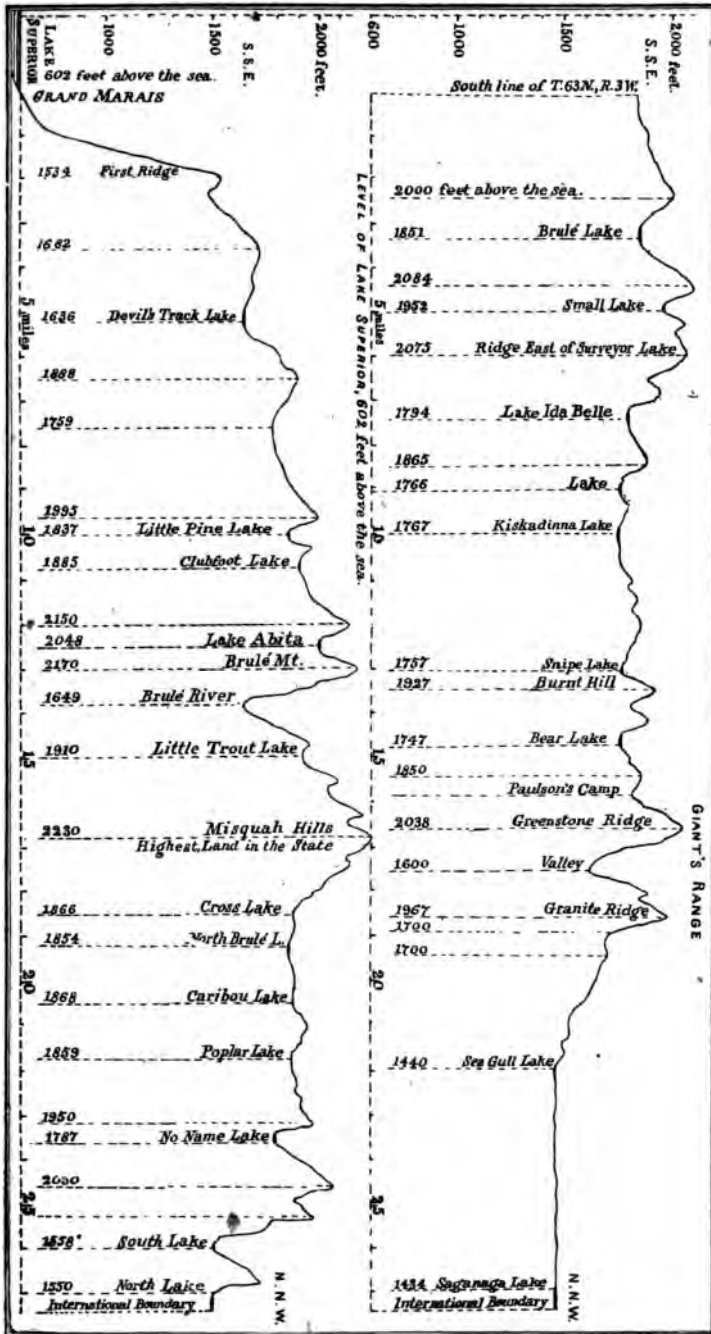 LAKE SUPERIOR
602 feet above the sea.
GRAND MARAIS
1000
1500
S.S.E.
2000 feet.
1534 First Ridge
1682
5 miles
1636 Devil's Track Lake
1888
1759
1995
10
1837 Little Pine Lake
1885 Clubfoot Lake
2150
2048 Lake Abita
2170 Brulé Mt.
1649 Brulé River
15
1910 Little Trout Lake
2230 Misquah Hills
Highest Land in the State
1866 Cross Lake
1854 North Brulé L.
20
1868 Caribou Lake
1859 Poplar Lake
1950
1787 No Name Lake
2050
25
1558 South Lake
N.N.W.
1550 North Lake
International Boundary
LEVEL OF LAKE SUPERIOR, 602 feet above the sea.
600
1000
1500
S.S.E.
2000 feet.
South line of T.63N., R.3W.
2000 feet above the sea.
1851 Brulé Lake
2084
5 miles
1952 Small Lake
2075 Ridge East of Surveyor Lake
1794 Lake Ida Belle
1865
1766 Lake
10
1767 Kiskadinna Lake
1757 Snipe Lake
1927 Burnt Hill
15
1747 Bear Lake
1850
Paulson's Camp
2038 Greenstone Ridge
GIANT'S RANGE
1600 Valley
1967 Granite Ridge
1700
1700
20
1440 Sea Gull Lake
25
N.N.W.
1434 Saganaga Lake
International Boundary